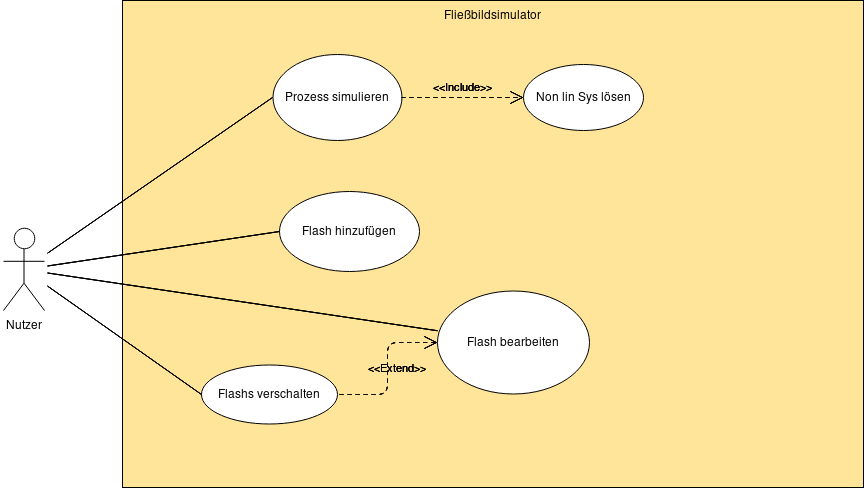 Fließbildsimulator
<<Include>>
Prozess simulieren
Non lin Sys lösen
Flash hinzufügen
Nutzer
Flash bearbeiten
<<Extend>>
Flashs verschalten